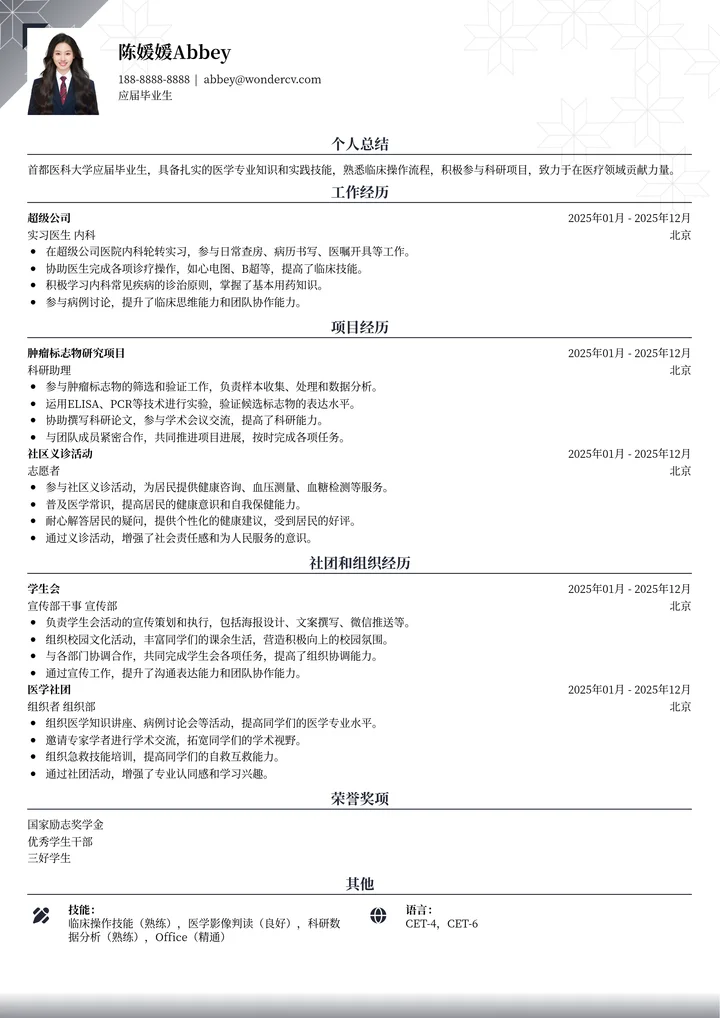 陈媛媛Abbey
188-8888-8888 | abbey@wondercv.com
应届毕业生
个人总结
首都医科大学应届毕业生，具备扎实的医学专业知识和实践技能，熟悉临床操作流程，积极参与科研项目，致力于在医疗领域贡献力量。
工作经历
超级公司 2025年01月 - 2025年12月
实习医生 内科 北京
• 在超级公司医院内科轮转实习，参与日常查房、病历书写、医嘱开具等工作。
• 协助医生完成各项诊疗操作，如心电图、B超等，提高了临床技能。
• 积极学习内科常见疾病的诊治原则，掌握了基本用药知识。
• 参与病例讨论，提升了临床思维能力和团队协作能力。
项目经历
肿瘤标志物研究项目 2025年01月 - 2025年12月
科研助理 北京
• 参与肿瘤标志物的筛选和验证工作，负责样本收集、处理和数据分析。
• 运用ELISA、PCR等技术进行实验，验证候选标志物的表达水平。
• 协助撰写科研论文，参与学术会议交流，提高了科研能力。
• 与团队成员紧密合作，共同推进项目进展，按时完成各项任务。
社区义诊活动 2025年01月 - 2025年12月
志愿者 北京
• 参与社区义诊活动，为居民提供健康咨询、血压测量、血糖检测等服务。
• 普及医学常识，提高居民的健康意识和自我保健能力。
• 耐心解答居民的疑问，提供个性化的健康建议，受到居民的好评。
• 通过义诊活动，增强了社会责任感和为人民服务的意识。
社团和组织经历
学生会 2025年01月 - 2025年12月
宣传部干事 宣传部 北京
• 负责学生会活动的宣传策划和执行，包括海报设计、文案撰写、微信推送等。
• 组织校园文化活动，丰富同学们的课余生活，营造积极向上的校园氛围。
• 与各部门协调合作，共同完成学生会各项任务，提高了组织协调能力。
• 通过宣传工作，提升了沟通表达能力和团队协作能力。
医学社团 2025年01月 - 2025年12月
组织者 组织部 北京
• 组织医学知识讲座、病例讨论会等活动，提高同学们的医学专业水平。
• 邀请专家学者进行学术交流，拓宽同学们的学术视野。
• 组织急救技能培训，提高同学们的自救互救能力。
• 通过社团活动，增强了专业认同感和学习兴趣。
荣誉奖项
国家励志奖学金
优秀学生干部
三好学生
其他
技能：
临床操作技能（熟练），医学影像判读（良好），科研数
据分析（熟练），Office（精通）
语言：
CET-4，CET-6